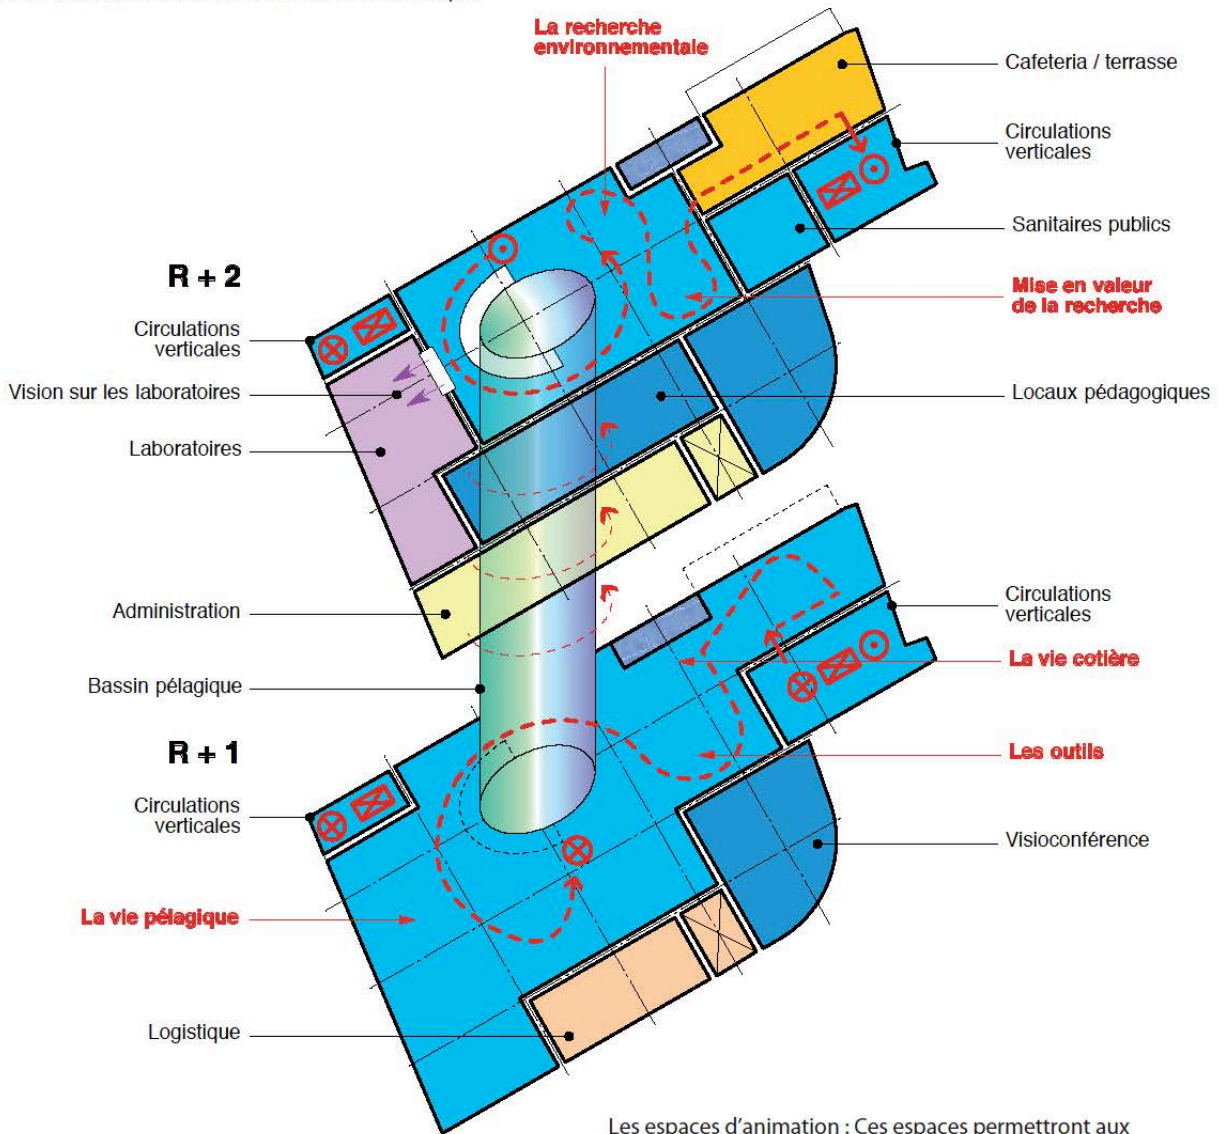 La recherche
environnementale
Cafeteria / terrasse
Circulations
verticales
Sanitaires publics
R + 2
Mise en valeur
de la recherche
Circulations
verticales
Vision sur les laboratoires
Locaux pédagogiques
Laboratoires
Administration
Circulations
verticales
La vie cotière
Bassin pélagique
R + 1
Les outils
Circulations
verticales
Visioconférence
La vie pélagique
Logistique
Les espaces d'animation : Ces espaces permettront aux